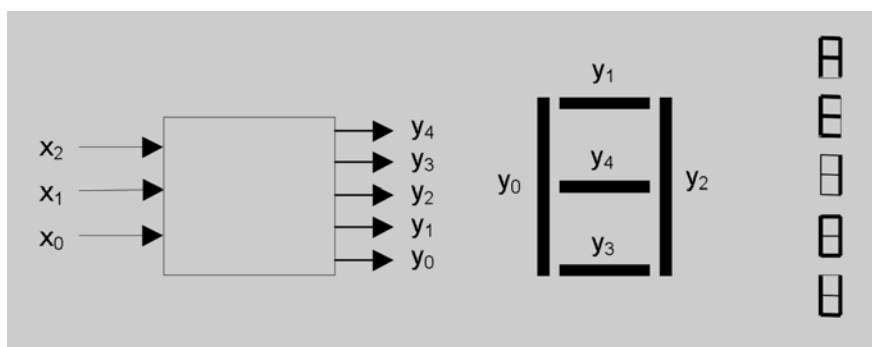 x₂
x₁
x₀
y₄
y₃
y₂
y₁
y₀
y₁
y₀
y₄
y₂
y₃
A
E
I
O
U